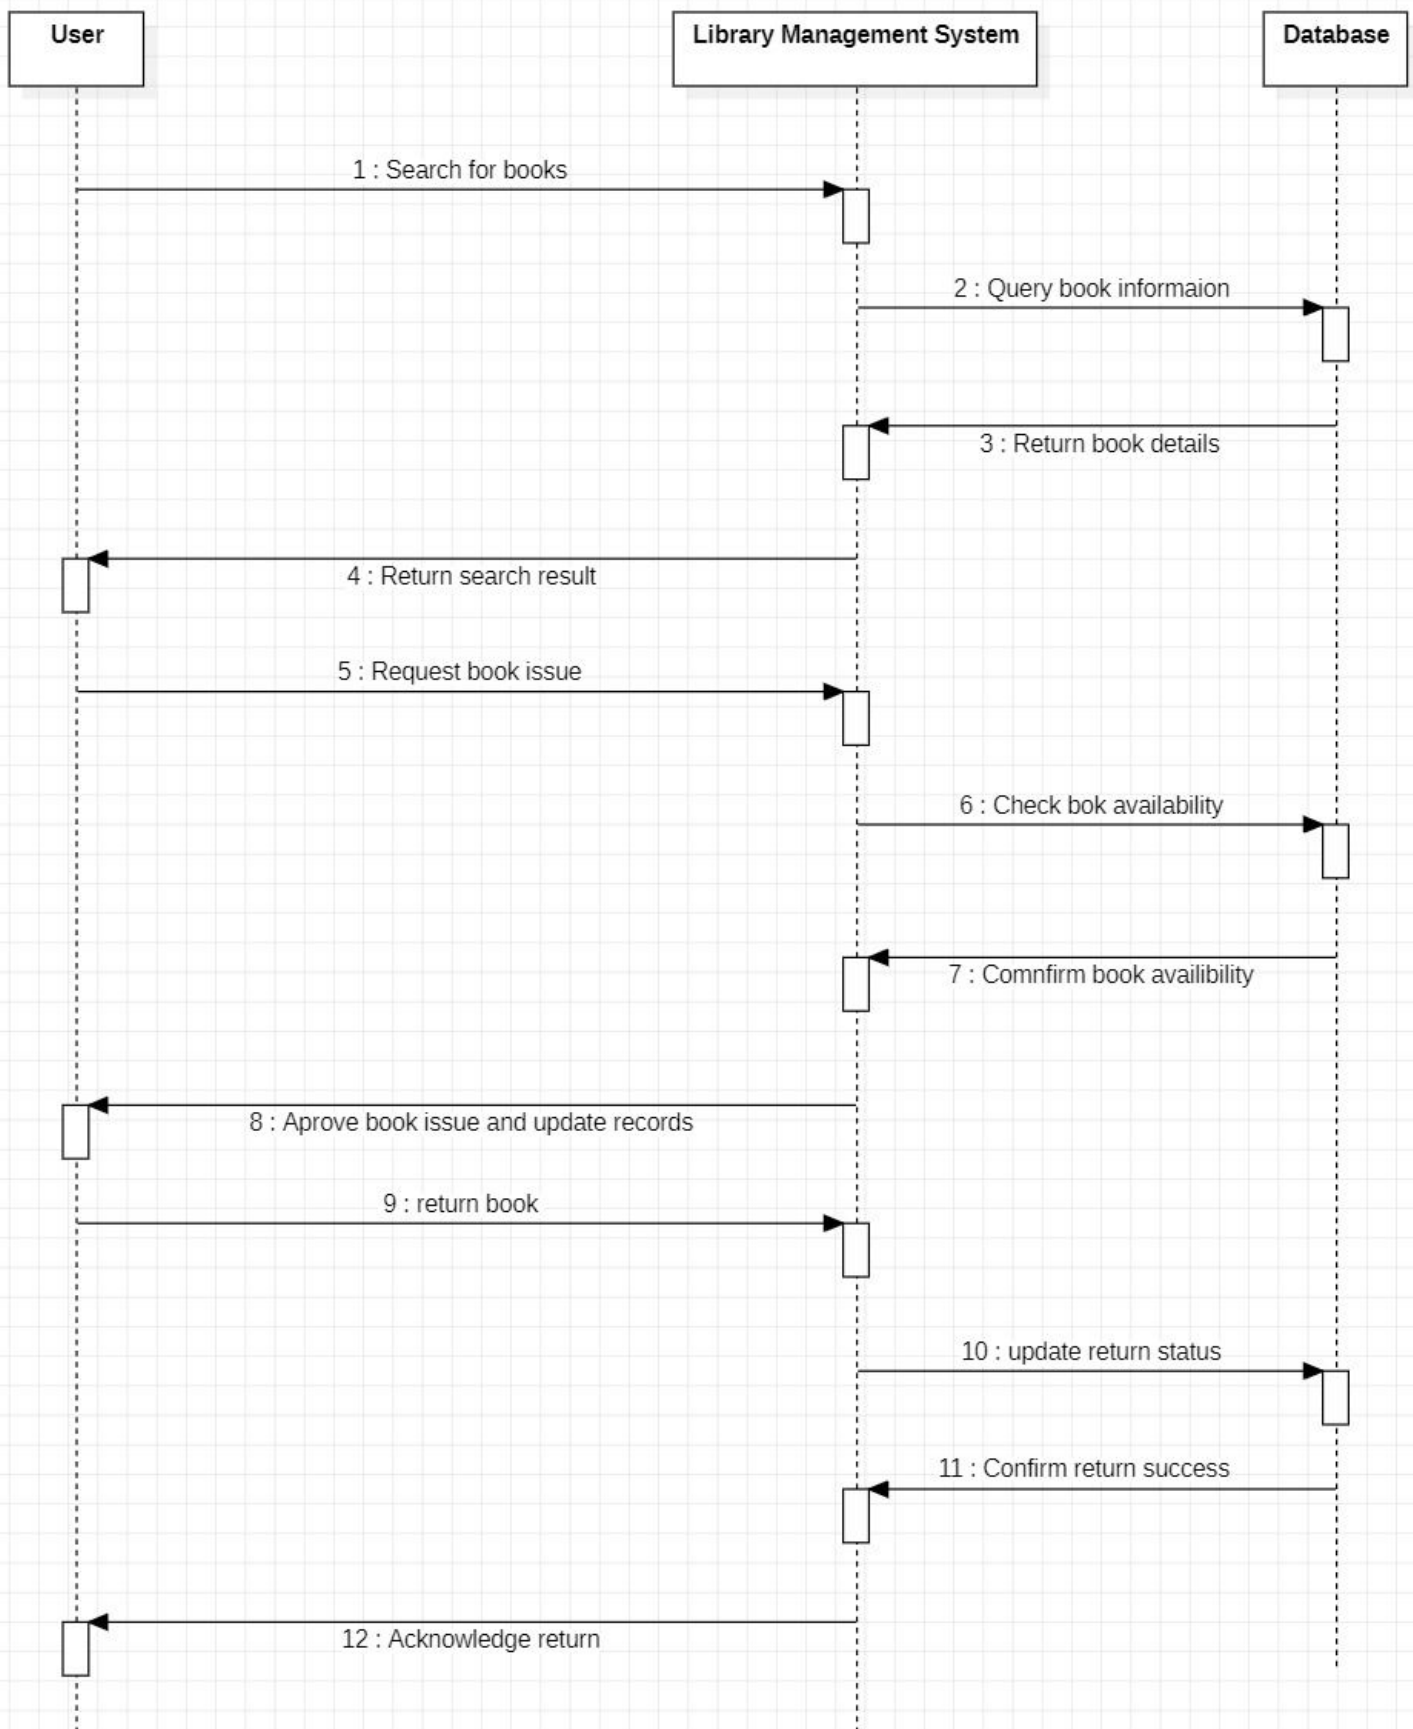 User
Library Management System
Database
1 : Search for books
2 : Query book informaion
3 : Return book details
4 : Return search result
5 : Request book issue
6 : Check bok availability
7 : Comnfirm book availibility
8 : Aprove book issue and update records
9 : return book
10 : update return status
11 : Confirm return success
12 : Acknowledge return